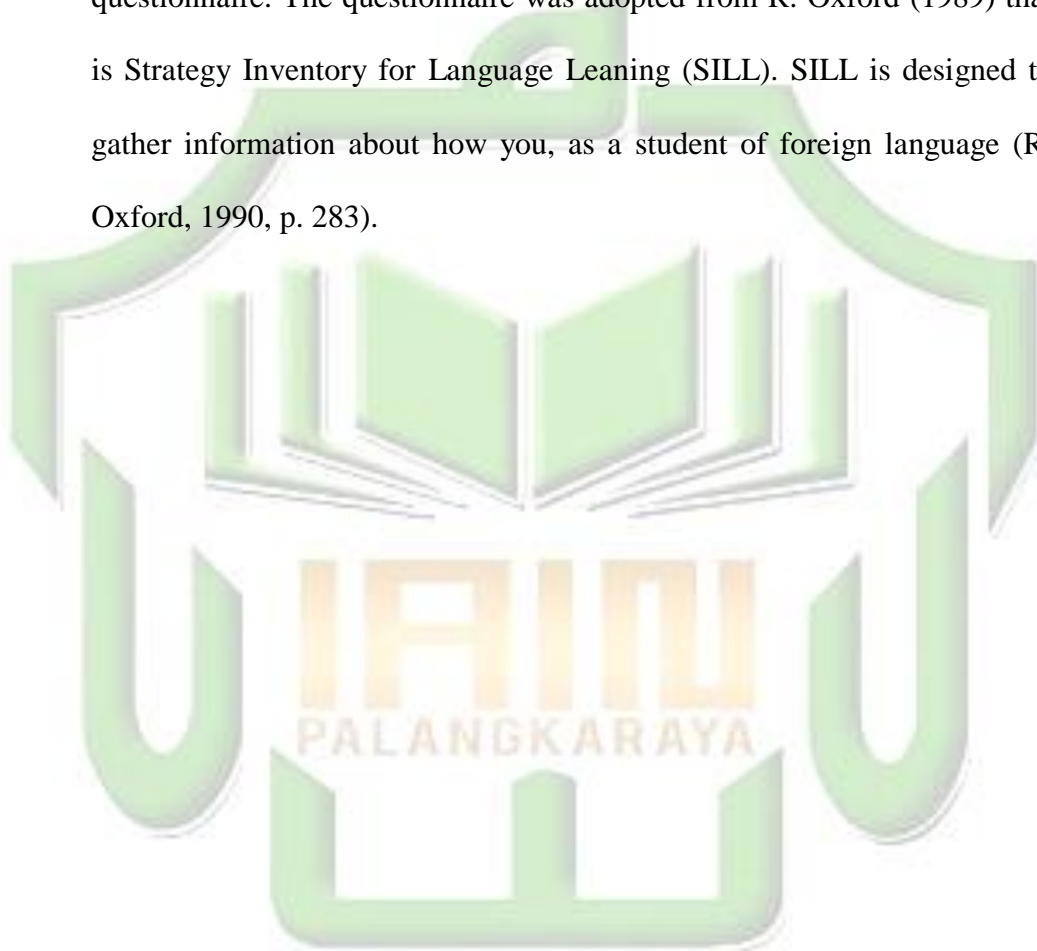 questionnaire. The questionnaire was adopted from R. Oxford (1989) tha
is Strategy Inventory for Language Leaning (SILL). SILL is designed t
gather information about how you, as a student of foreign language (R
Oxford, 1990, p. 283).
IAIN
PALANGKARAYA